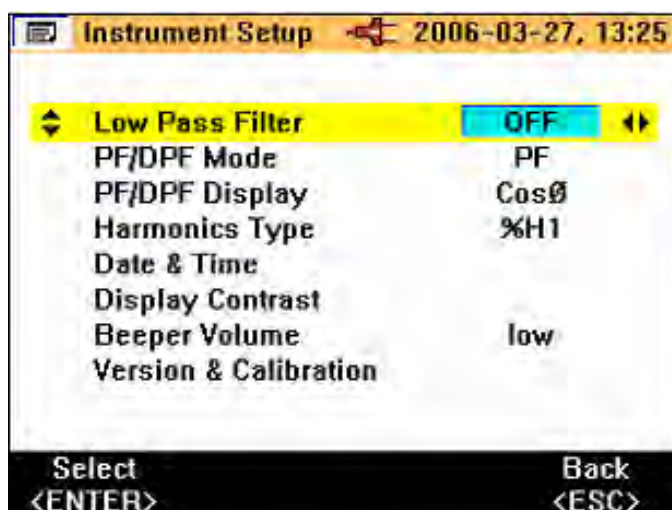 Instrument Setup 2006-03-27, 13:25
Low Pass Filter OFF
PF/DPF Mode PF
PF/DPF Display CosØ
Harmonics Type %H1
Date & Time
Display Contrast
Beeper Volume low
Version & Calibration
Select Back
<ENTER> <ESC>